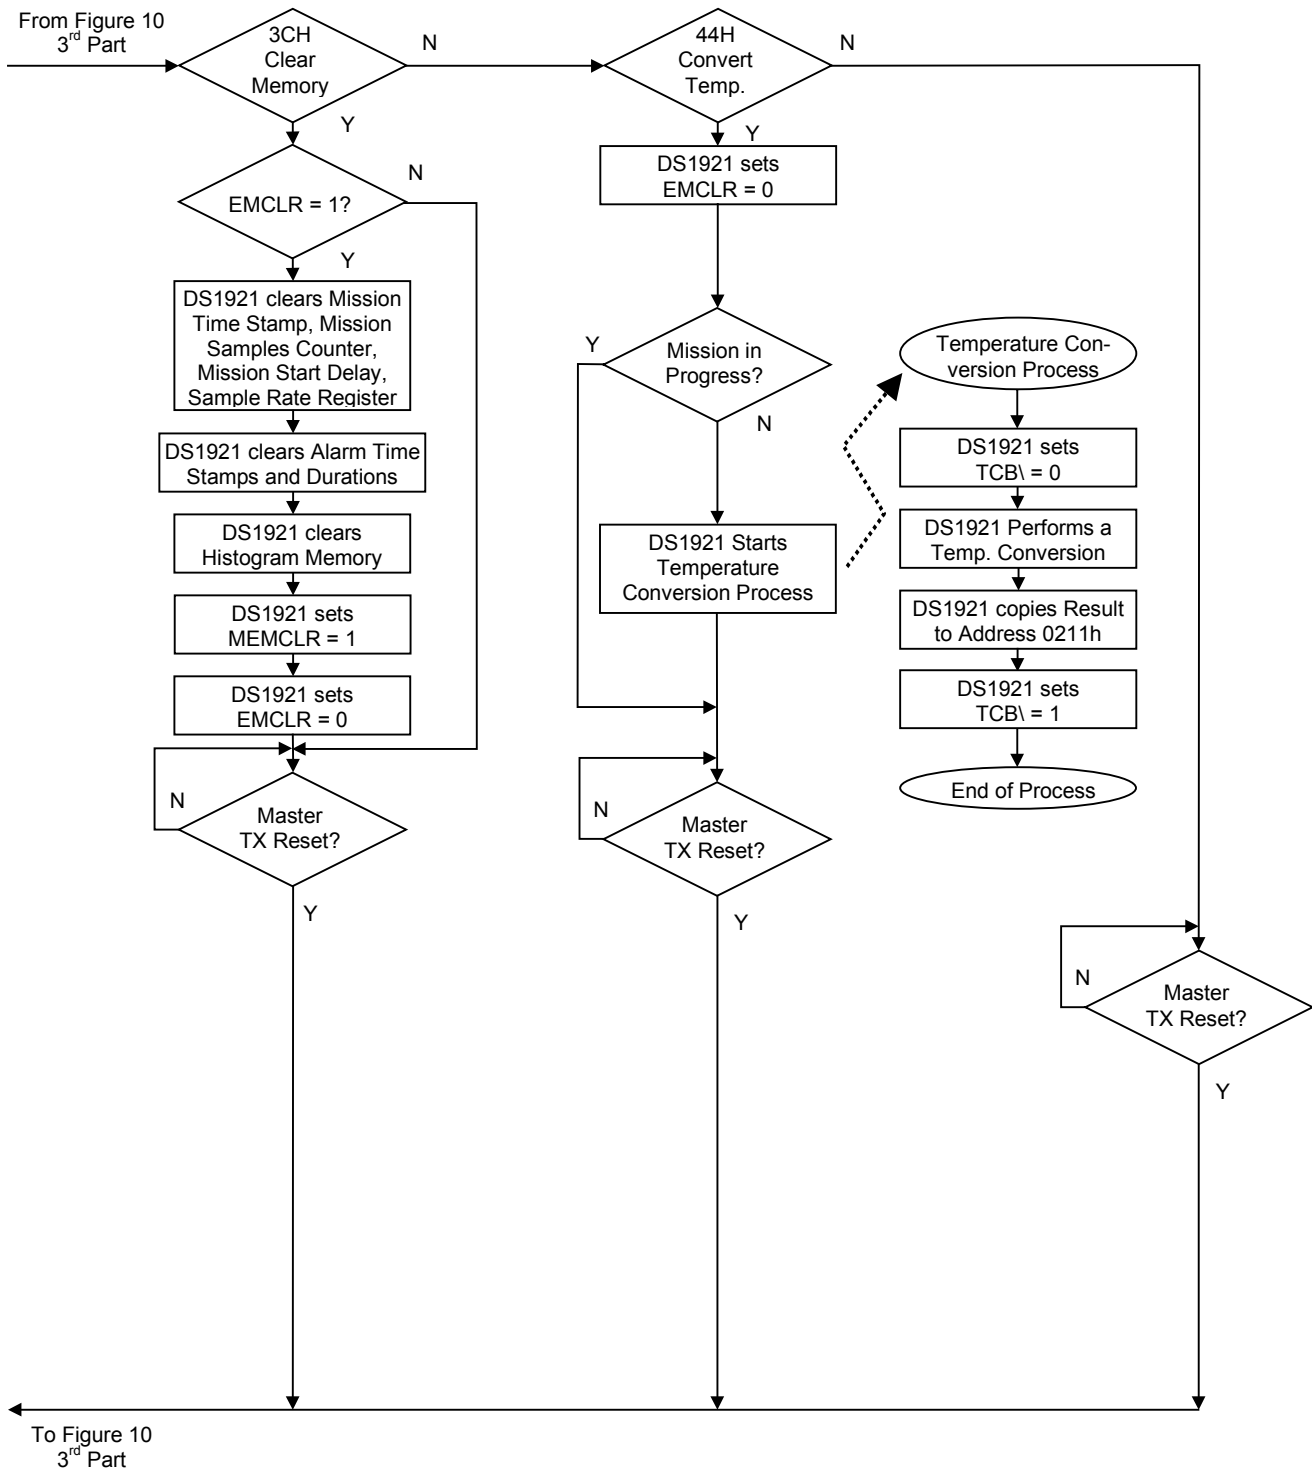 From Figure 10
3rd Part
3CH
Clear
Memory
N
Y
44H
Convert
Temp.
N
Y
EMCLR = 1?
N
Y
DS1921 sets
EMCLR = 0
DS1921 clears Mission
Time Stamp, Mission
Samples Counter,
Mission Start Delay,
Sample Rate Register
DS1921 clears Alarm Time
Stamps and Durations
DS1921 clears
Histogram Memory
DS1921 sets
MEMCLR = 1
DS1921 sets
EMCLR = 0
N
Master
TX Reset?
Y
Y
Mission in
Progress?
N
DS1921 Starts
Temperature
Conversion Process
N
Master
TX Reset?
Y
Temperature Con-
version Process
DS1921 sets
TCB\ = 0
DS1921 Performs a
Temp. Conversion
DS1921 copies Result
to Address 0211h
DS1921 sets
TCB\ = 1
End of Process
N
Master
TX Reset?
Y
To Figure 10
3rd Part